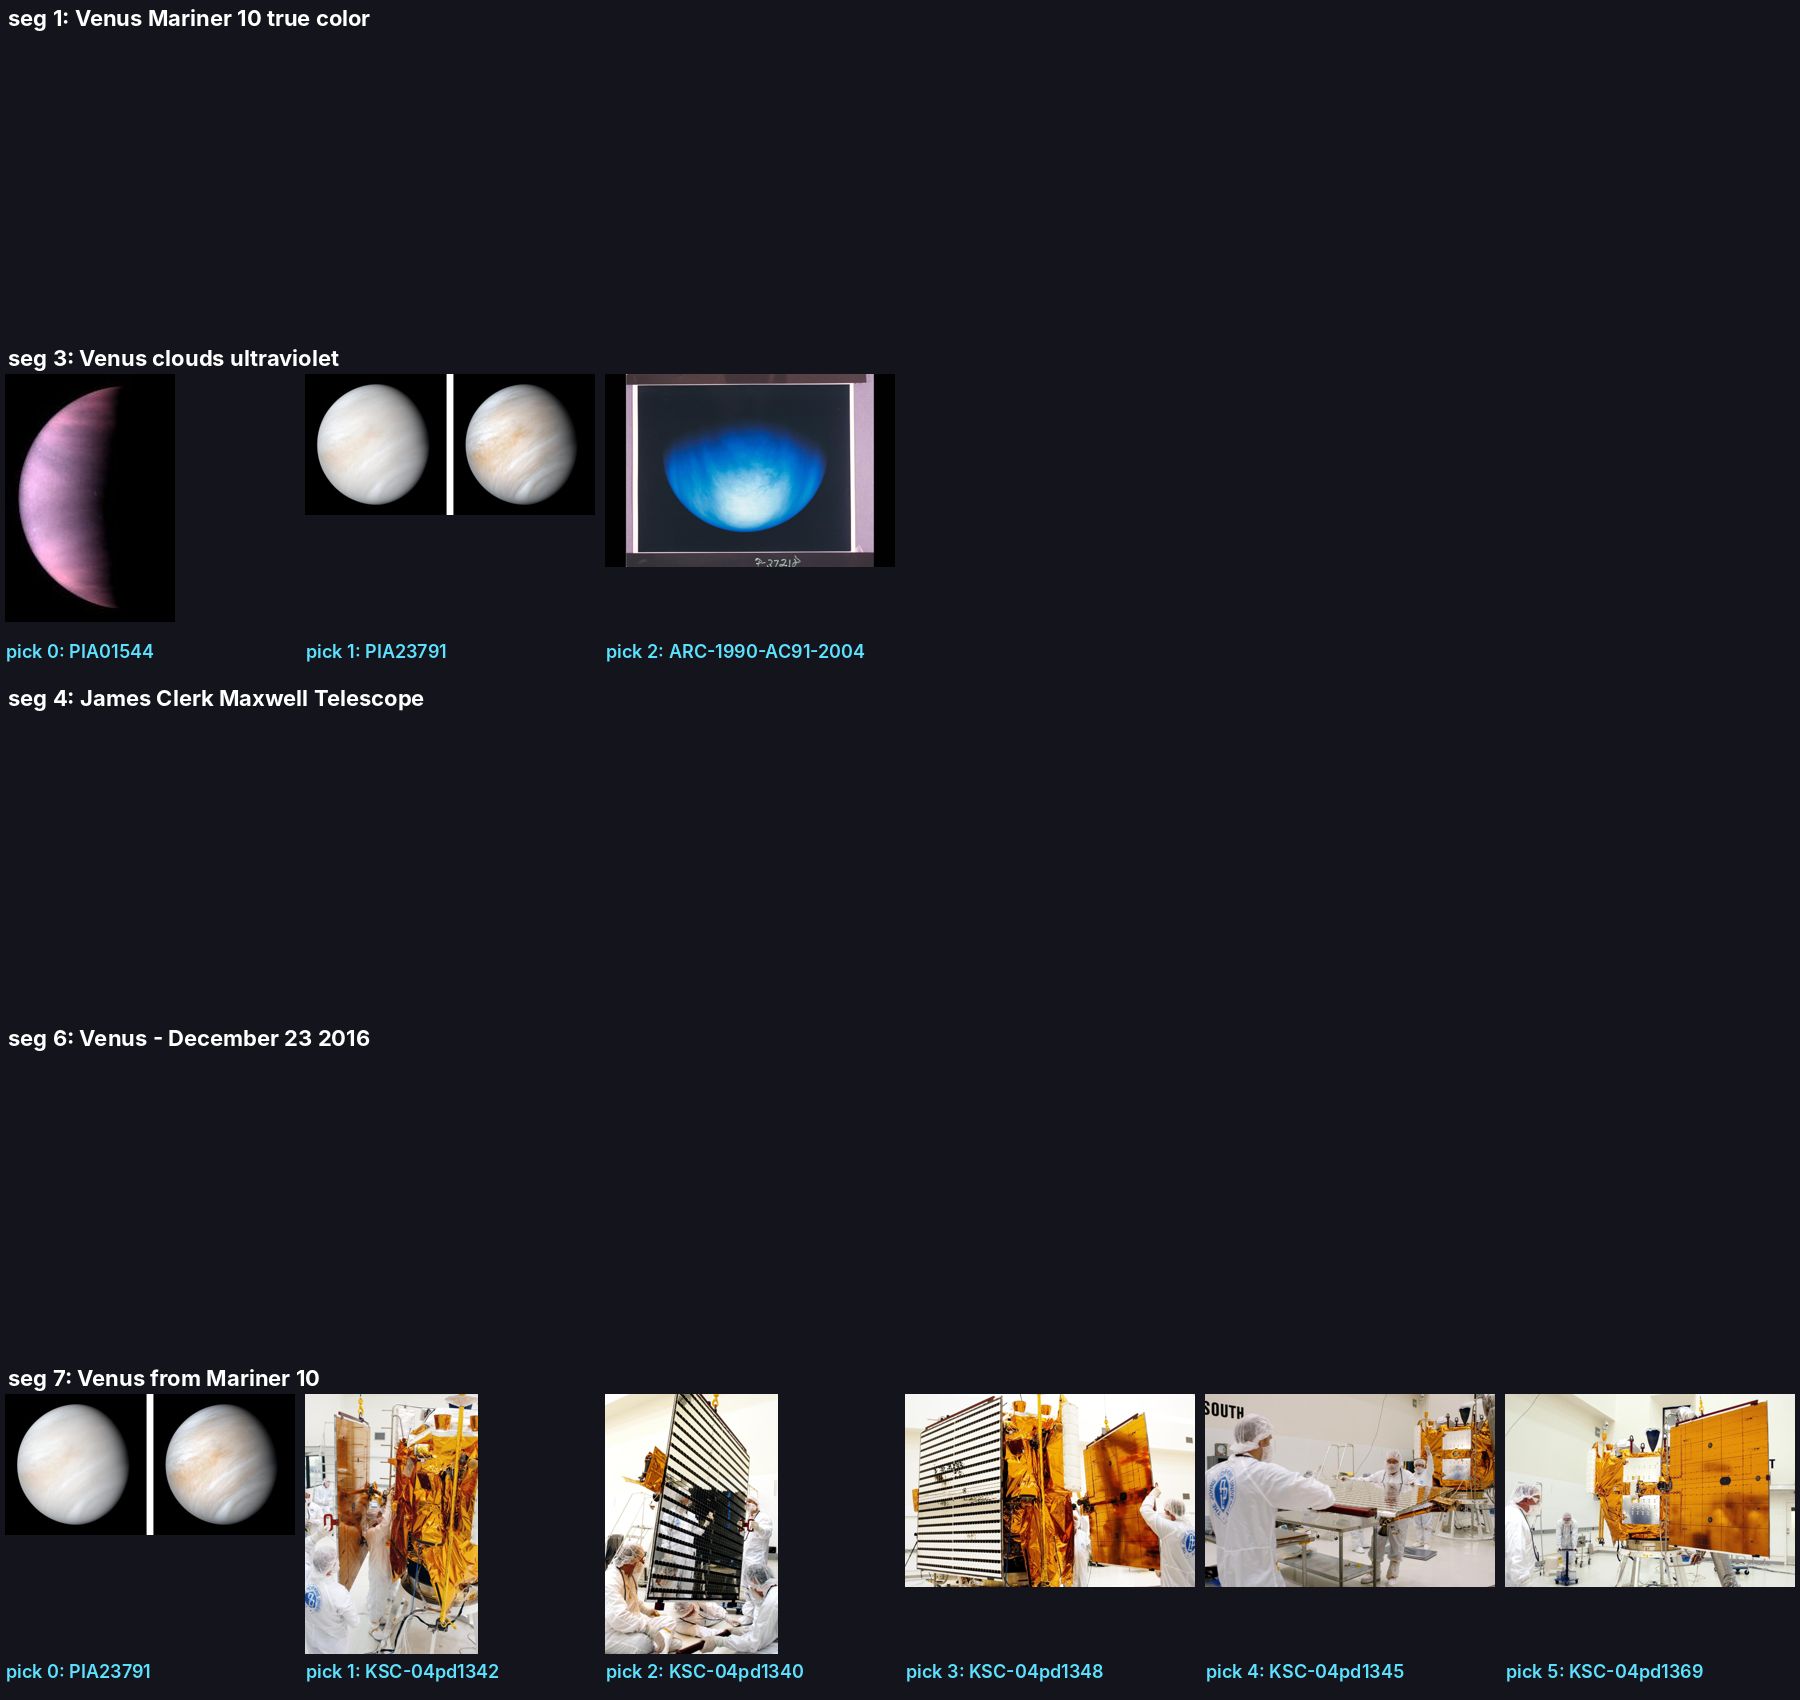 seg 1: Venus Mariner 10 true color
seg 3: Venus clouds ultraviolet
P-37218
pick 0: PIA01544
pick 1: PIA23791
pick 2: ARC-1990-AC91-2004
seg 4: James Clerk Maxwell Telescope
seg 6: Venus - December 23 2016
seg 7: Venus from Mariner 10
SOUTH
pick 0: PIA23791
pick 1: KSC-04pd1342
pick 2: KSC-04pd1340
pick 3: KSC-04pd1348
pick 4: KSC-04pd1345
pick 5: KSC-04pd1369